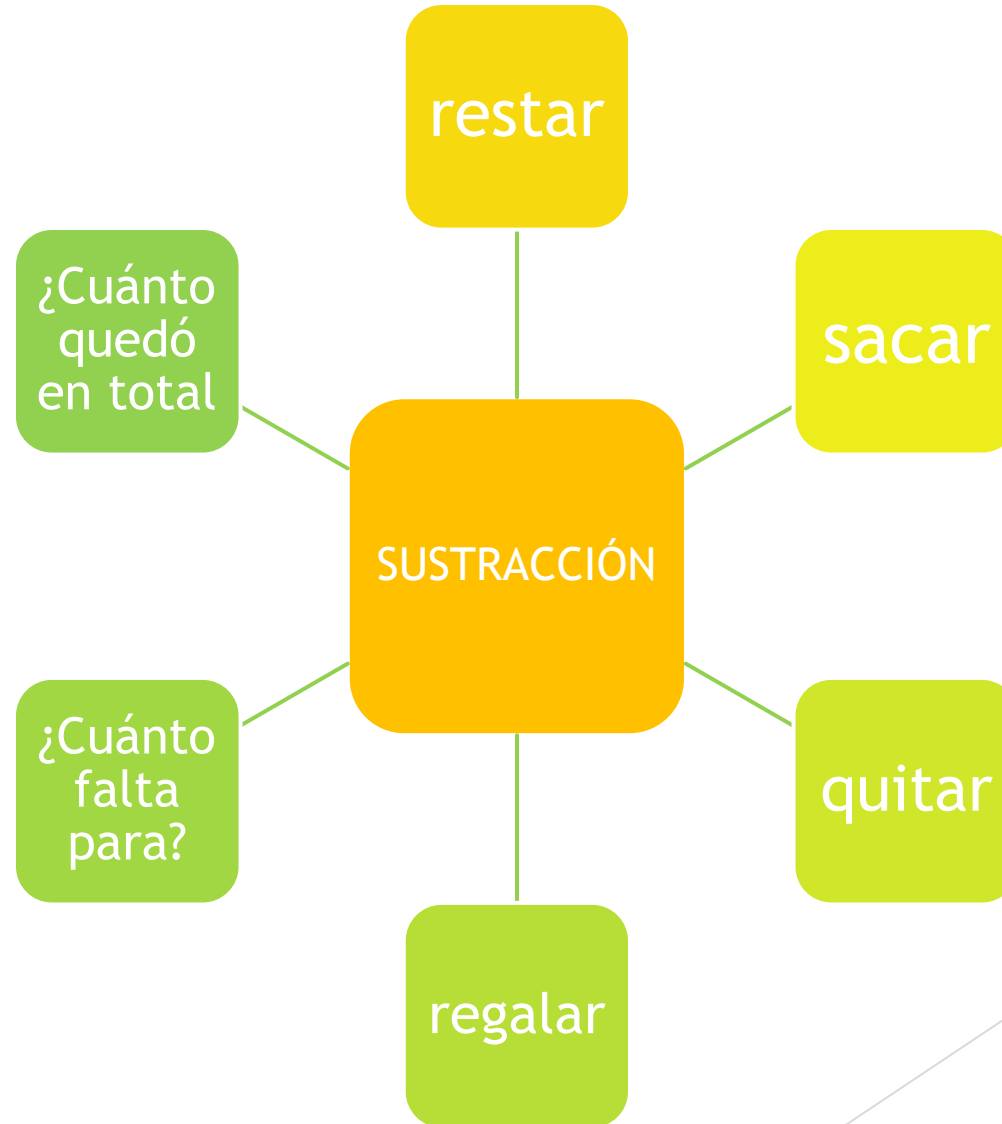 restar
¿Cuánto
quedó
en total
sacar
SUSTRACCIÓN
¿Cuánto
falta
para?
quitar
regalar